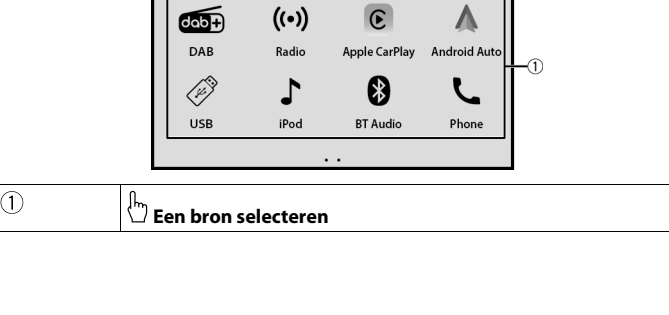 dab+
DAB Radio Apple CarPlay Android Auto
①
USB iPod BT Audio Phone
① Een bron selecteren